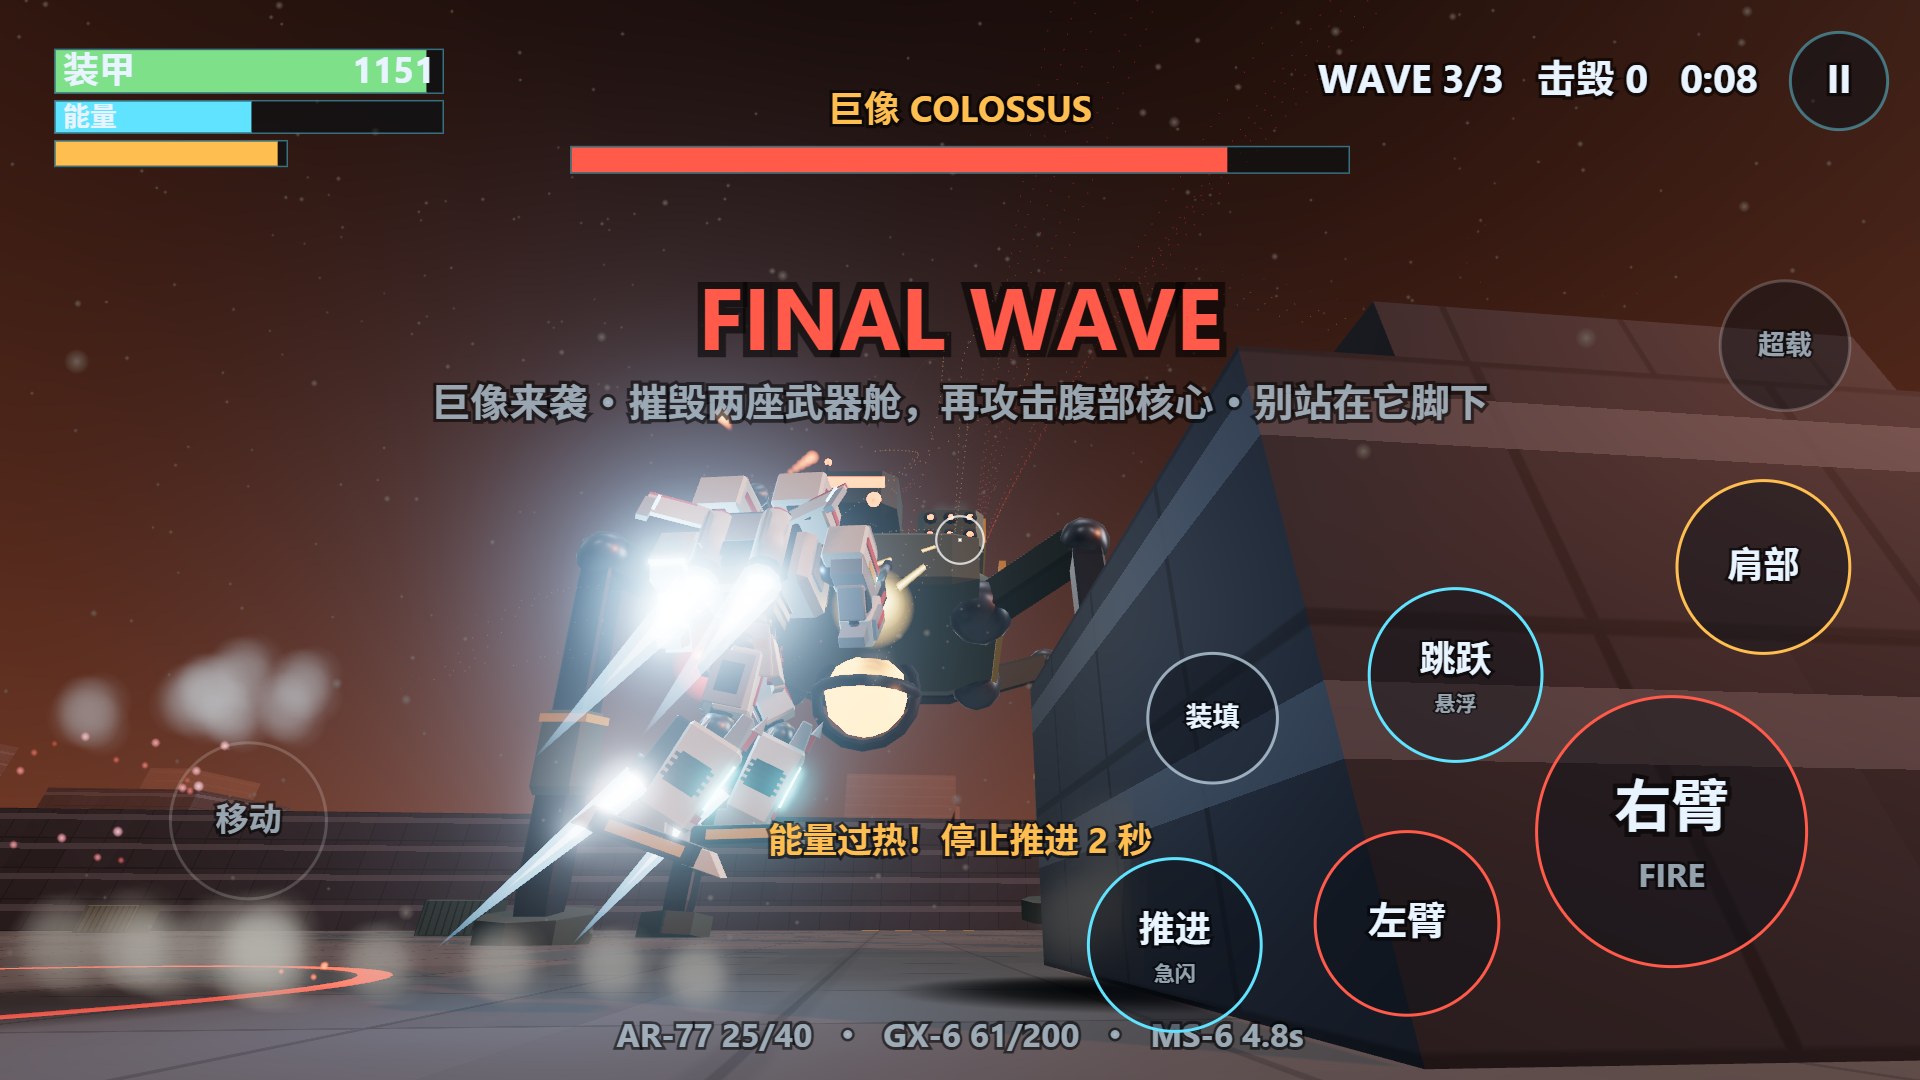 装甲 1151
能量
巨像 COLOSSUS
WAVE 3/3 击毁 0 0:08
FINAL WAVE
巨像来袭·摧毁两座武器舱，再攻击腹部核心·别站在它脚下
超载
肩部
跳跃
悬浮
装填
右臂
FIRE
移动
能量过热！停止推进 2 秒
推进
急闪
左臂
AR-77 25/40 · GX-6 61/200 · MS-6 4.8s